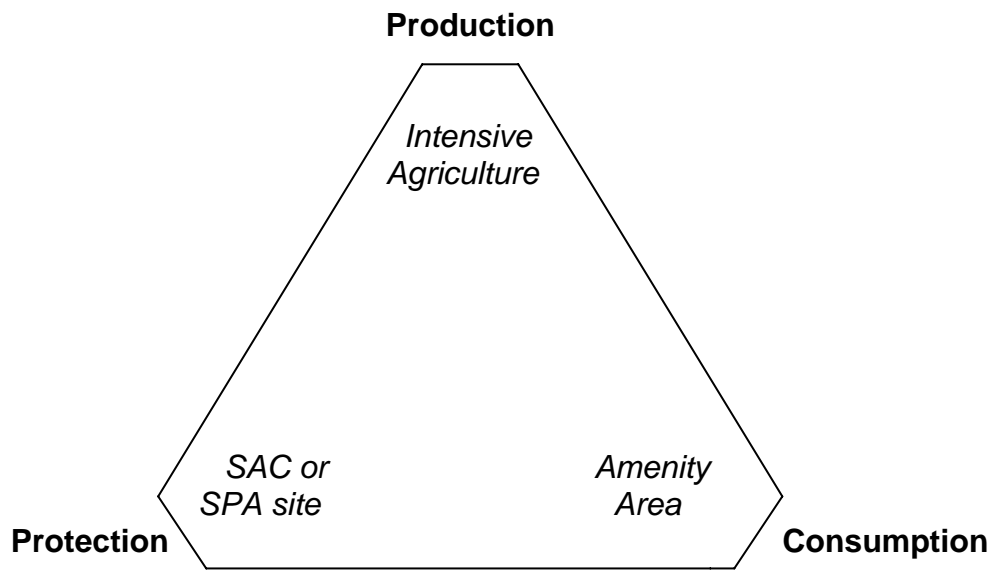 Production
Intensive
Agriculture
SAC or
SPA site
Amenity
Area
Protection
Consumption